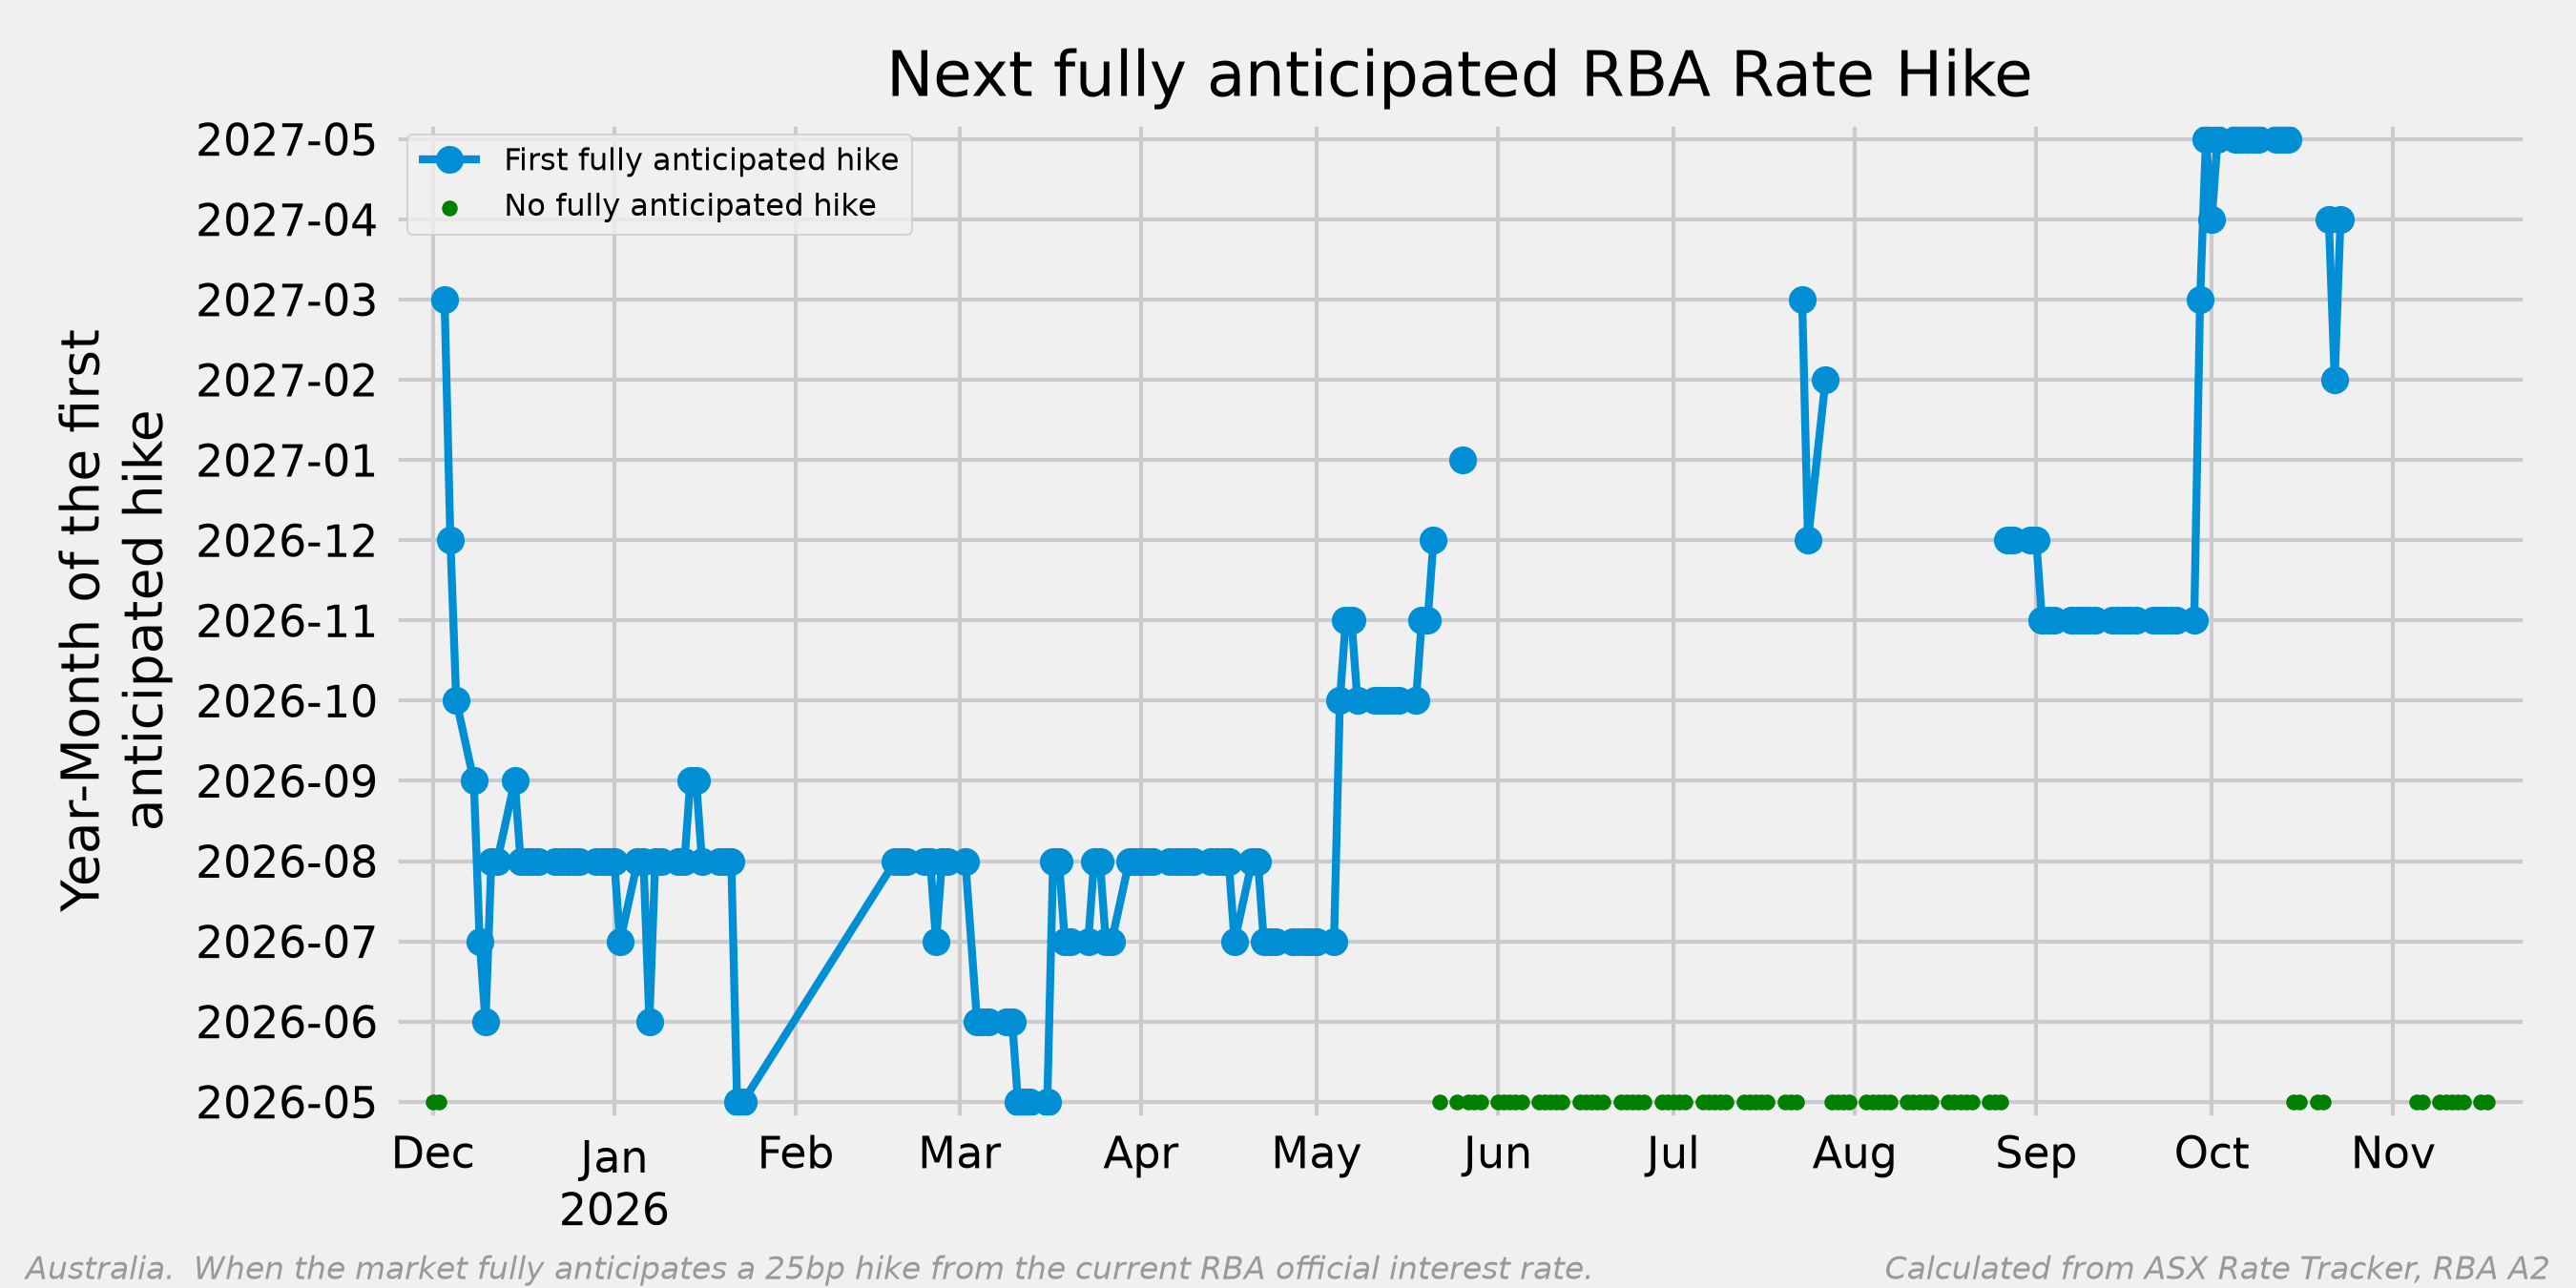 Next fully anticipated RBA Rate Hike
First fully anticipated hike
No fully anticipated hike
Year-Month of the first
anticipated hike
2027-05
2027-04
2027-03
2027-02
2027-01
2026-12
2026-11
2026-10
2026-09
2026-08
2026-07
2026-06
2026-05
Dec Jan Feb Mar Apr May Jun Jul Aug Sep Oct Nov
2026
Australia. When the market fully anticipates a 25bp hike from the current RBA official interest rate.
Calculated from ASX Rate Tracker, RBA A2